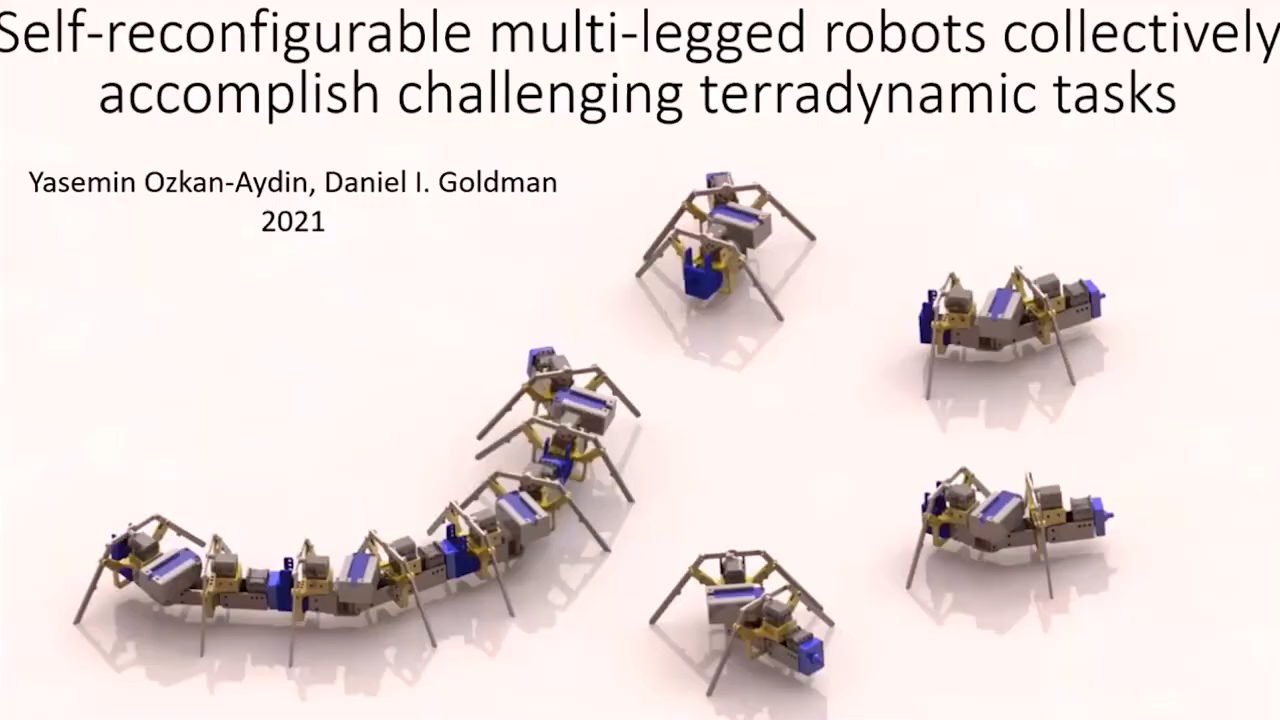 Self-reconfigurable multi-legged robots collectively
accomplish challenging terradynamic tasks
Yasemin Ozkan-Aydin, Daniel I. Goldman
2021